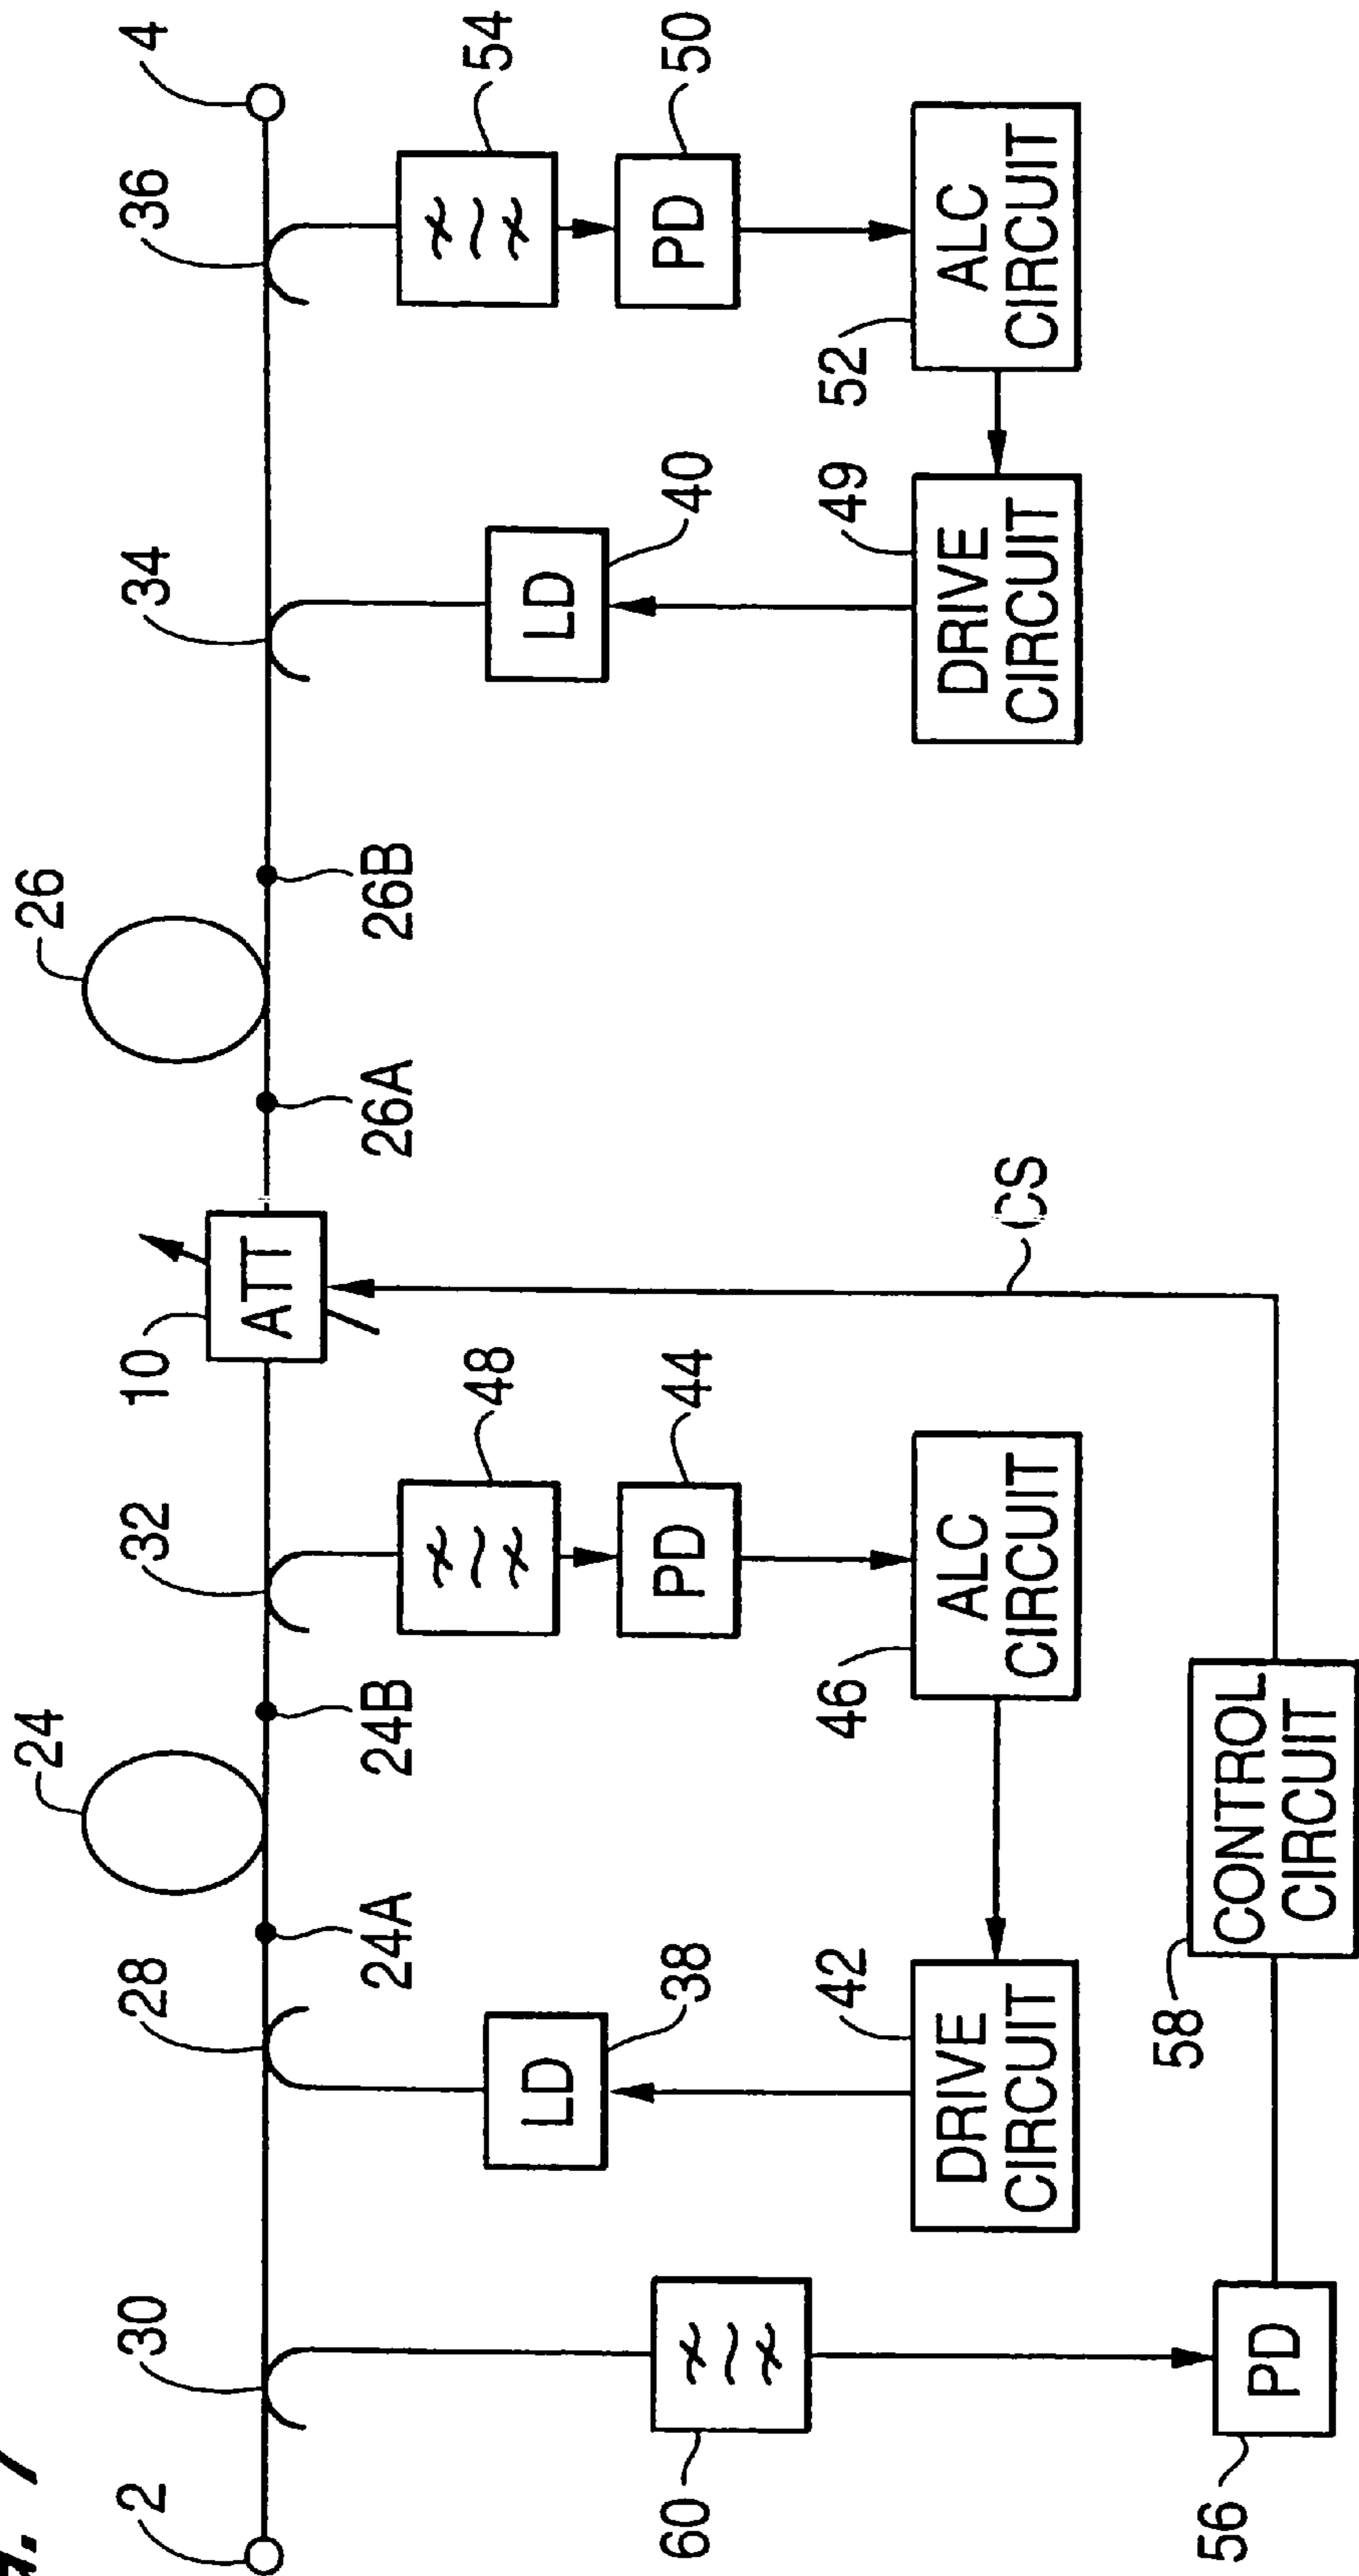 2
30
28
24A
24
24B
32
10
ATT
26A
26
26B
34
36
4
60
LD
38
48
PD
44
LD
40
54
PD
50
42
DRIVE
CIRCUIT
46
ALC
CIRCUIT
CS
49
DRIVE
CIRCUIT
52
ALC
CIRCUIT
56
PD
58
CONTROL
CIRCUIT